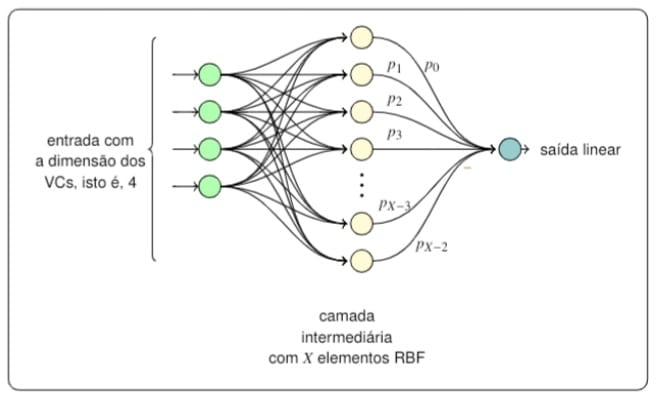 entrada com
a dimensão dos
VCs, isto é, 4
p0
p1
p2
p3
pX−3
pX−2
saída linear
camada
intermediária
com X elementos RBF